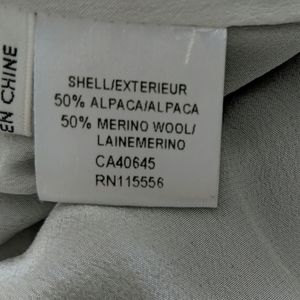 EN CHINE
SHELL/EXTERIEUR
50% ALPACA/ALPACA
50% MERINO WOOL/
LAINEMERINO
CA40645
RN115556